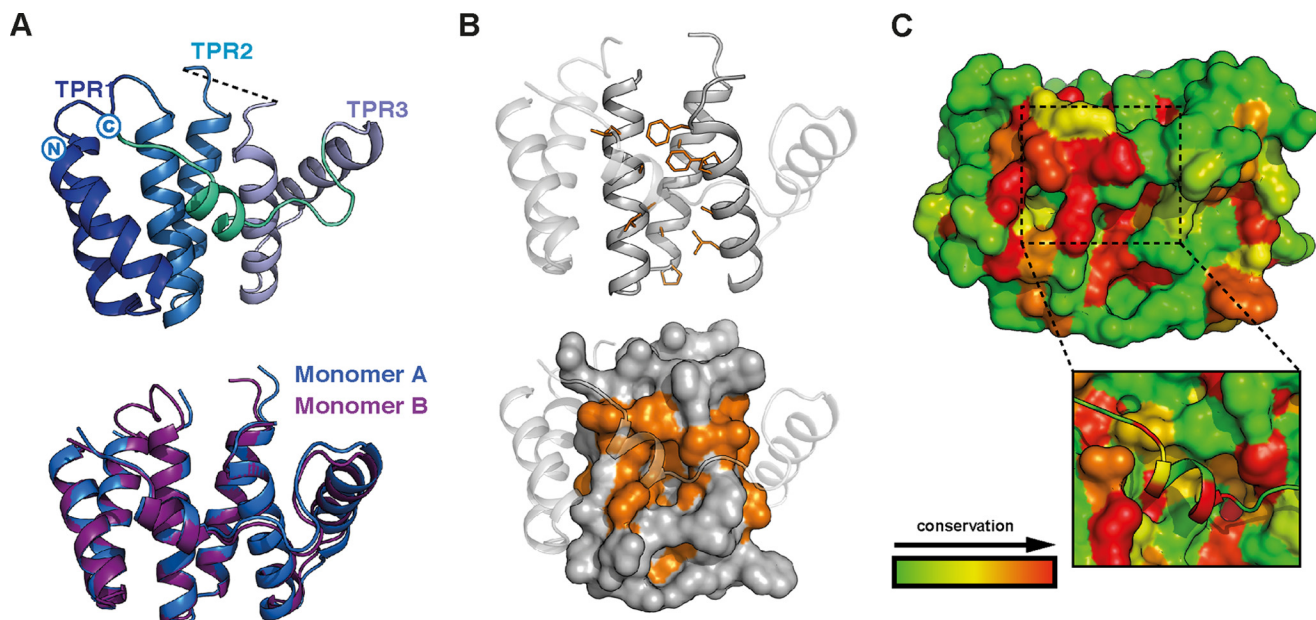 A
TPR2
TPR1
C
N
TPR3
Monomer A
Monomer B
B
C
conservation